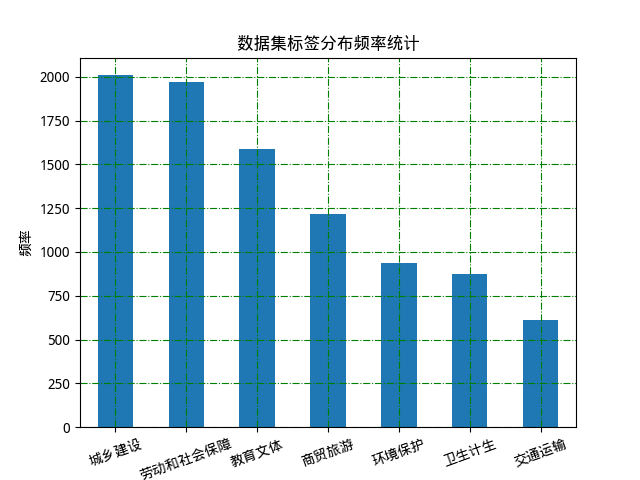 数据集标签分布频率统计
频率
2000
1750
1500
1250
1000
750
500
250
0
城乡建设
劳动和社会保障
教育文体
商贸旅游
环境保护
卫生计生
交通运输